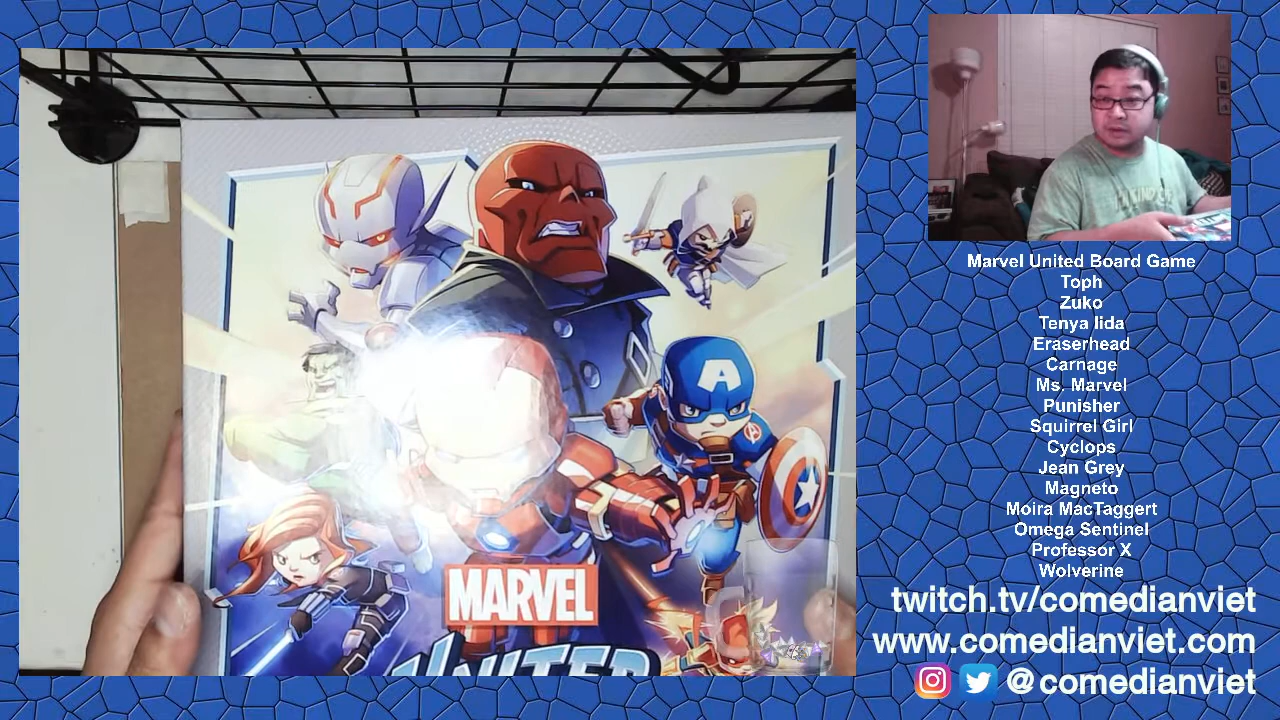 MARVEL
UNITED
A
Marvel United Board Game
Toph
Zuko
Tenya Iida
Eraserhead
Carnage
Ms. Marvel
Punisher
Squirrel Girl
Cyclops
Jean Grey
Magneto
Moira MacTaggert
Omega Sentinel
Professor X
Wolverine
twitch.tv/comedianviet
www.comedianviet.com
@comedianviet